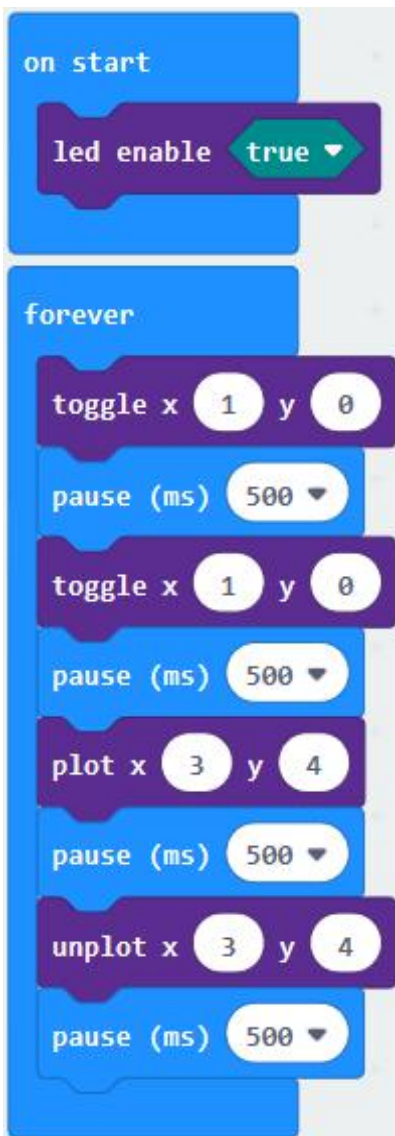 on start
led enable true
forever
toggle x 1 y 0
pause (ms) 500
toggle x 1 y 0
pause (ms) 500
plot x 3 y 4
pause (ms) 500
unplot x 3 y 4
pause (ms) 500